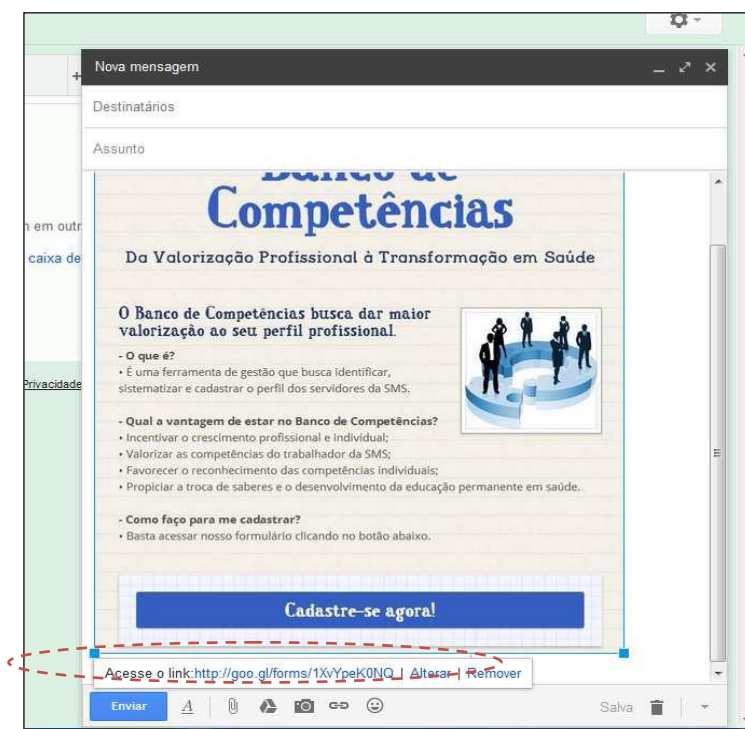 Nova mensagem
Destinatários
Assunto
em outr
caixa de
Privacidade
Banco de
Competências
Da Valorização Profissional à Transformação em Saúde
O Banco de Competências busca dar maior
valorização ao seu perfil profissional.
- O que é?
• É uma ferramenta de gestão que busca identificar,
sistematizar e cadastrar o perfil dos servidores da SMS.
- Qual a vantagem de estar no Banco de Competências?
• Incentivar o crescimento profissional e individual;
• Valorizar as competências do trabalhador da SMS;
• Favorecer o reconhecimento das competências individuais;
• Propiciar a troca de saberes e o desenvolvimento da educação permanente em saúde.
- Como faço para me cadastrar?
• Basta acessar nosso formulário clicando no botão abaixo.
Cadastre-se agora!
Acesse o link:http://goo.gl/forms/1XvYpeK0NQ | Alterar | Remover
Enviar
Salva